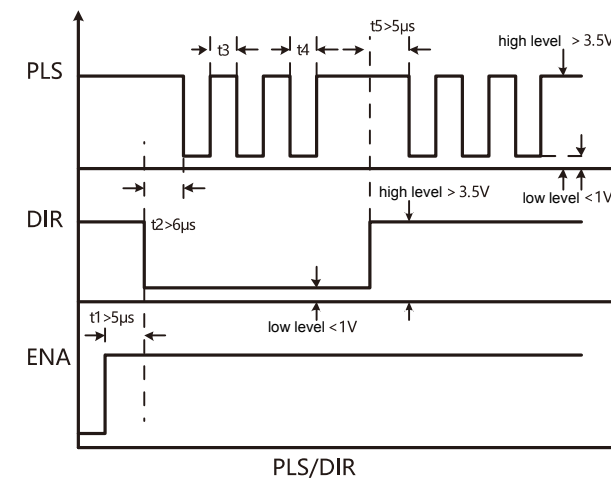 t5>5μs
high level > 3.5V
t3
t4
PLS
high level > 3.5V
low level <1V
DIR
t2>6μs
t1>5μs
low level <1V
ENA
PLS/DIR